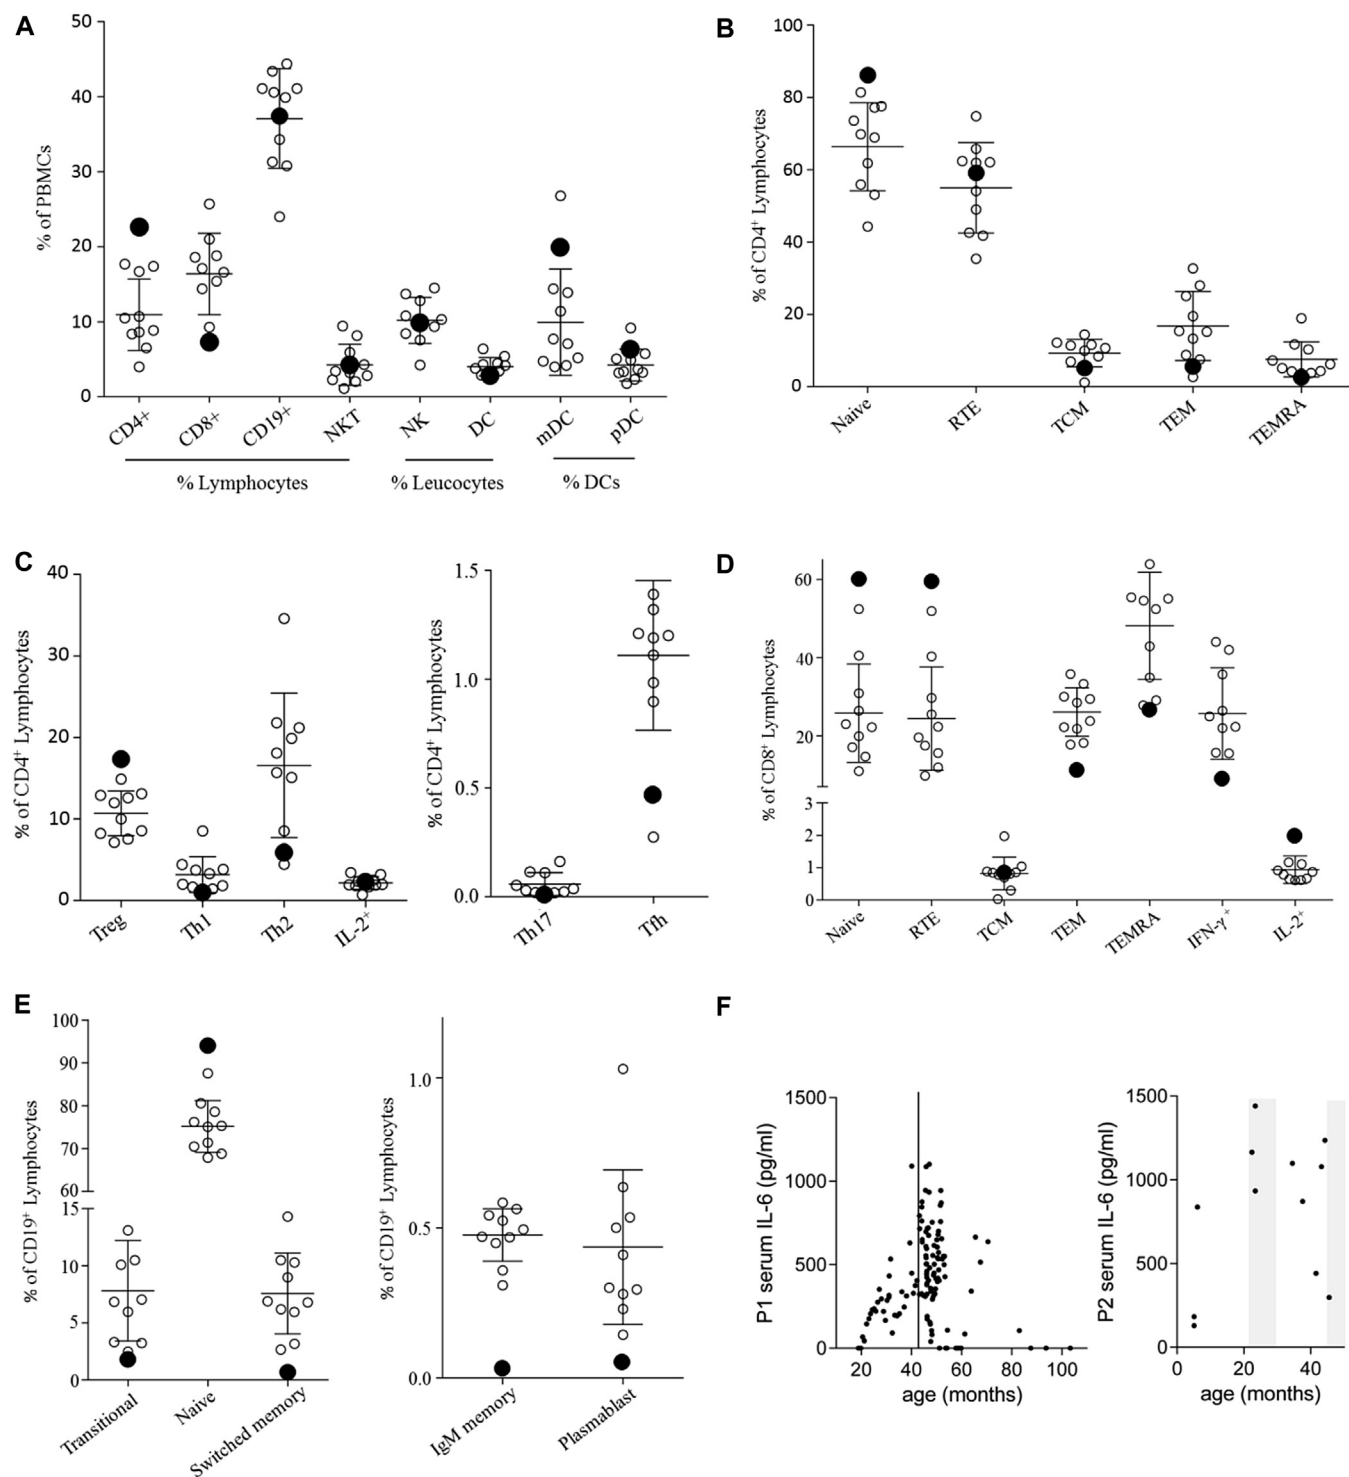 A
% of PBMCs
50
40
30
20
10
0
CD4+ CD8+ CD19+ NKT NK DC mDC pDC
% Lymphocytes % Leucocytes % DCs
B
% of CD4+ Lymphocytes
100
80
60
40
20
0
Naive RTE TCM TEM TEMRA
C
% of CD4+ Lymphocytes
40
30
20
10
0
Treg Th1 Th2 IL-2+
% of CD4+ Lymphocytes
1.5
1.0
0.5
0.0
Th17 Tfh
D
% of CD8+ Lymphocytes
60
40
20
3
2
1
0
Naive RTE TCM TEM TEMRA IFN-γ+ IL-2+
E
% of CD19+ Lymphocytes
100
90
80
70
60
15
10
5
0
Transitional Naive Switched memory
% of CD19+ Lymphocytes
1.0
0.5
0.0
IgM memory Plasmablast
F
P1 serum IL-6 (pg/ml)
1500
1000
500
0
20 40 60 80 100
age (months)
P2 serum IL-6 (pg/ml)
1500
1000
500
0
0 20 40
age (months)